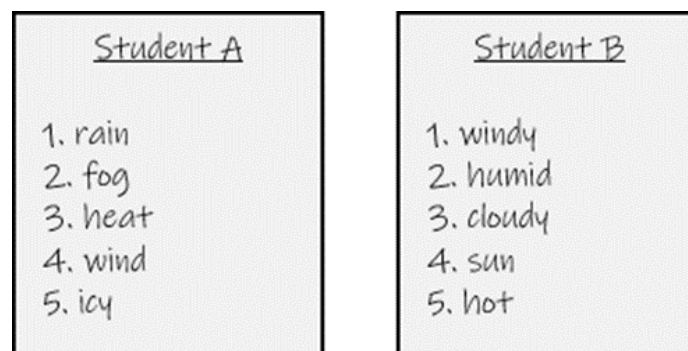 Student A
1. rain
2. fog
3. heat
4. wind
5. icy
Student B
1. windy
2. humid
3. cloudy
4. sun
5. hot